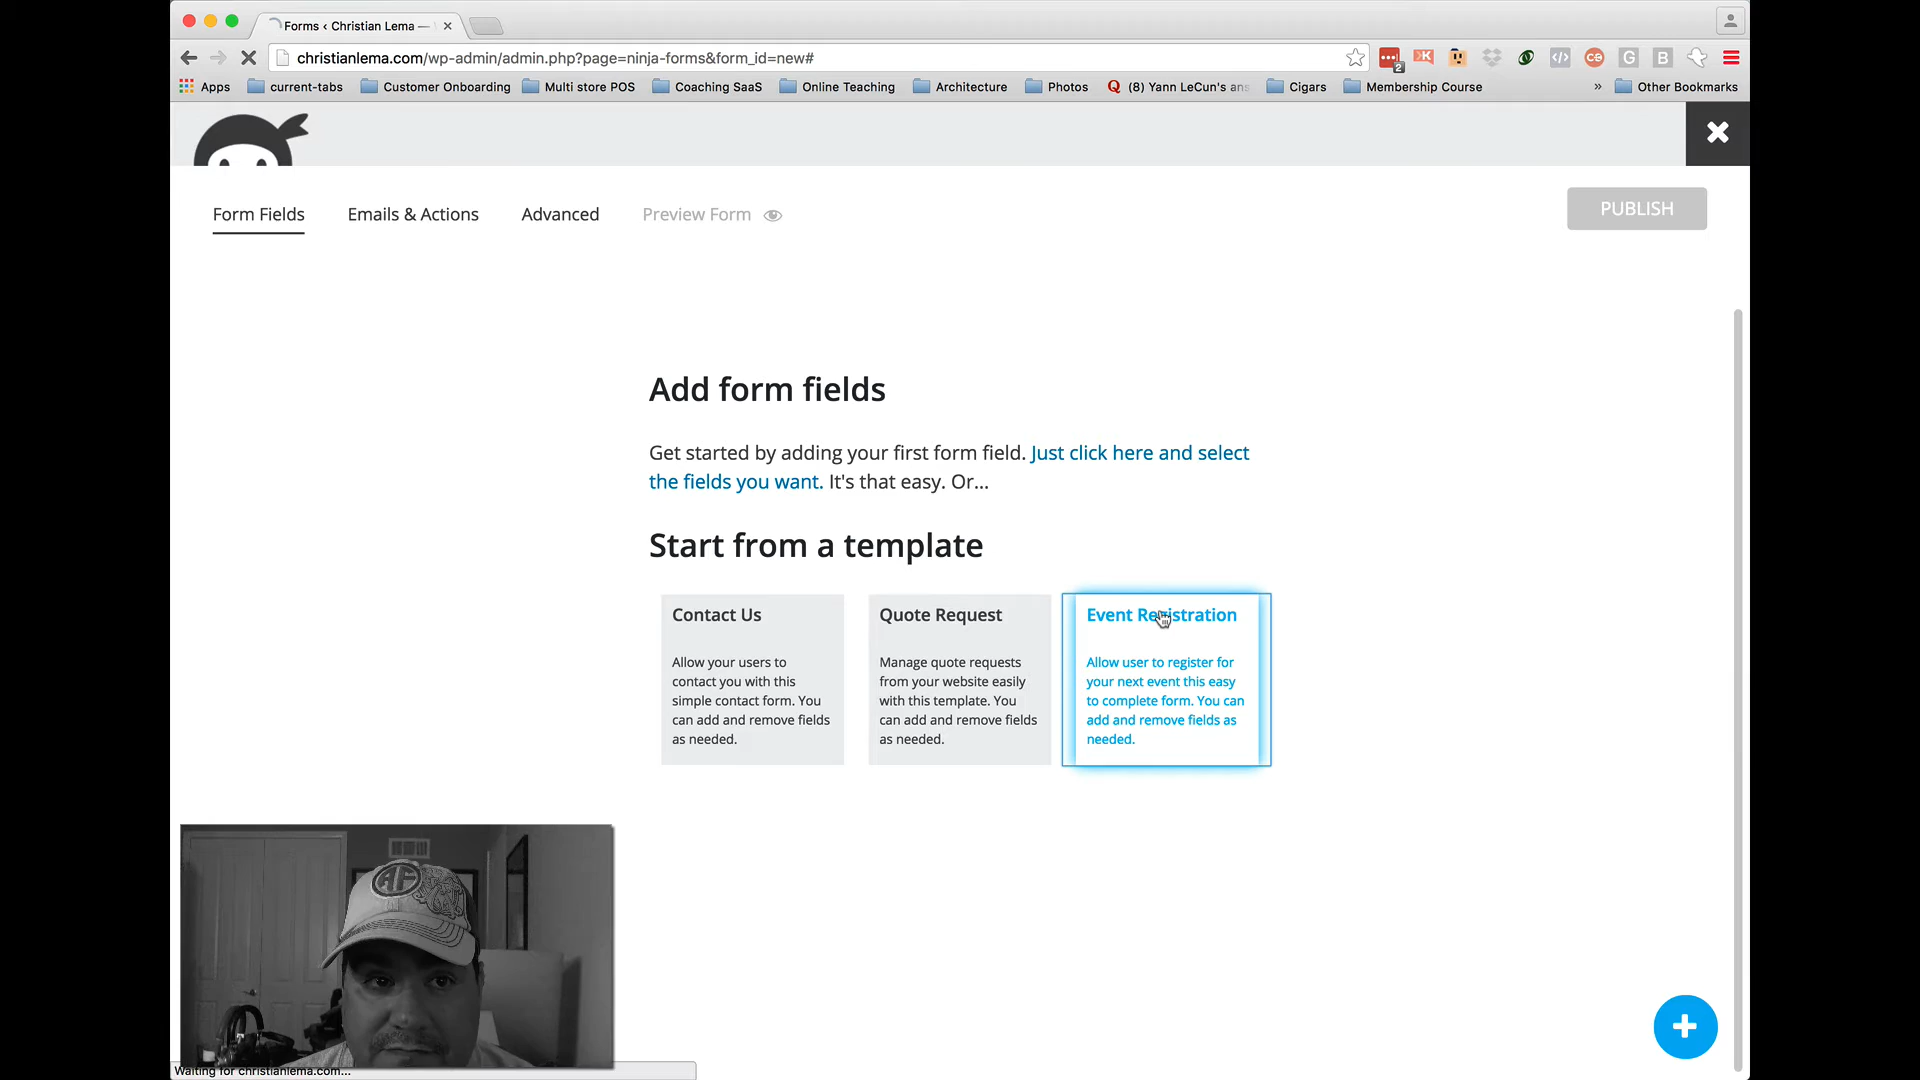 Forms ‹ Christian Lema —
christianlema.com/wp-admin/admin.php?page=ninja-forms&form_id=new#
2
CE
G
B
Apps
current-tabs
Customer Onboarding
Multi store POS
Coaching SaaS
Online Teaching
Architecture
Photos
Q (8) Yann LeCun's ans
Cigars
Membership Course
»
Other Bookmarks
Form Fields
Emails & Actions
Advanced
Preview Form
PUBLISH
Add form fields
Get started by adding your first form field. Just click here and select
the fields you want. It's that easy. Or...
Start from a template
Contact Us
Allow your users to
contact you with this
simple contact form. You
can add and remove fields
as needed.
Quote Request
Manage quote requests
from your website easily
with this template. You
can add and remove fields
as needed.
Event Registration
Allow user to register for
your next event this easy
to complete form. You can
add and remove fields as
needed.
AF
Waiting for christianlema.com...